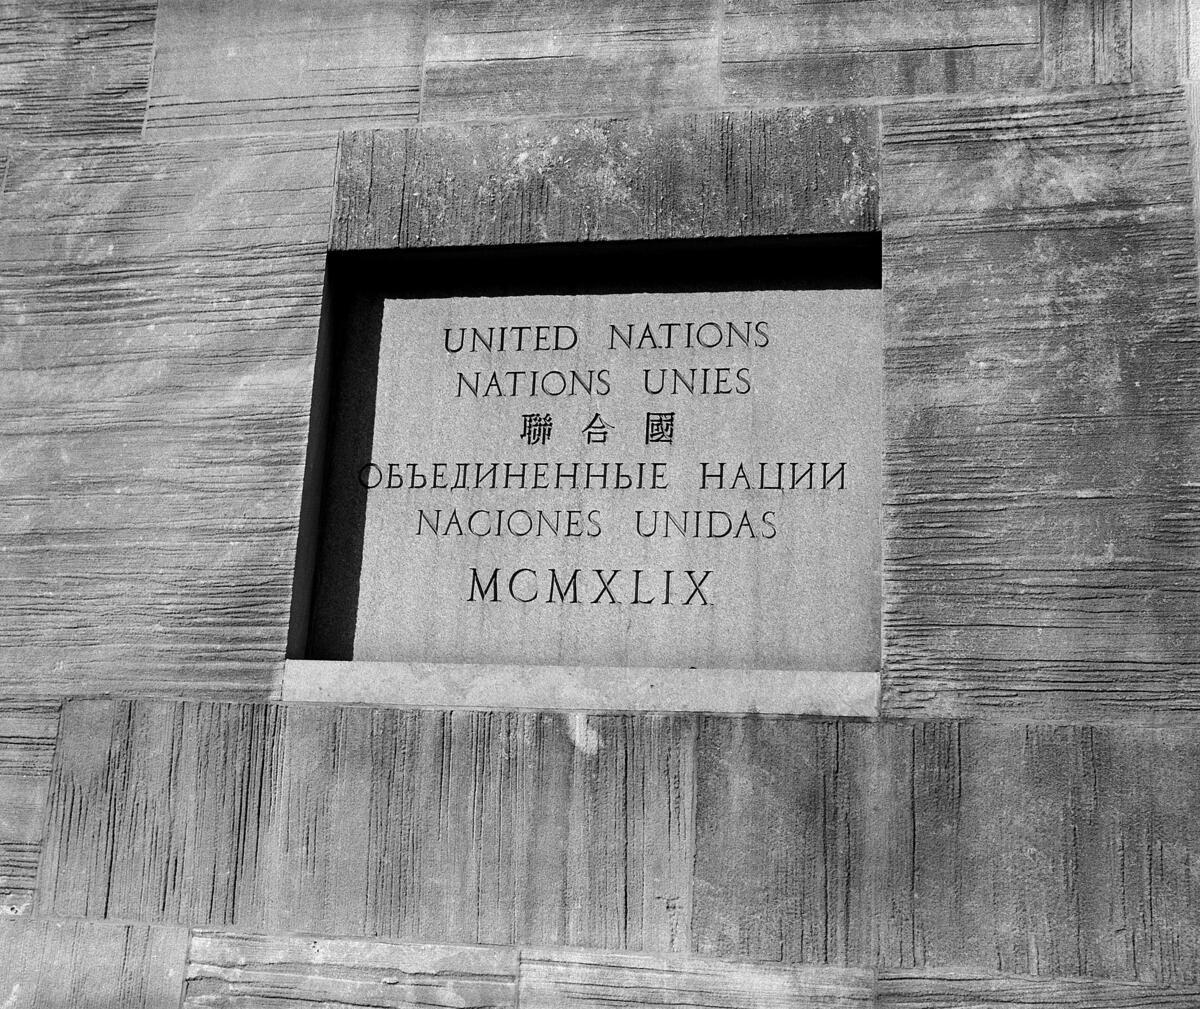 UNITED NATIONS
NATIONS UNIES
聯合國
ОБЪЕДИНЕННЫЕ НАЦИИ
NACIONES UNIDAS
MCMXLIX